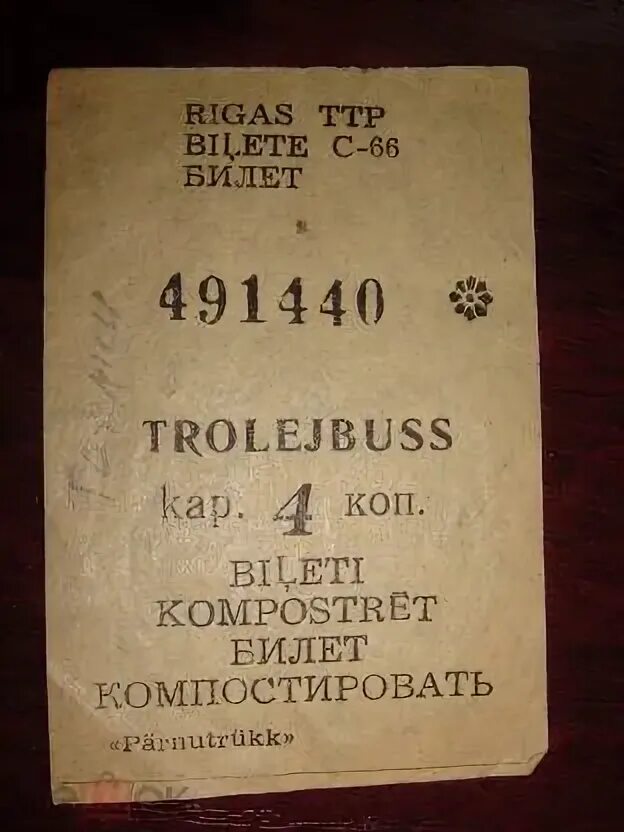 RIGAS TTP
BIĻETE C-66
БИЛЕТ
491440
TROLEJBUSS
kap. 4 коп.
BIĻETI
KOMPOSTRĒT
БИЛЕТ
КОМПОСТИРОВАТЬ
«Pärnutrükk»